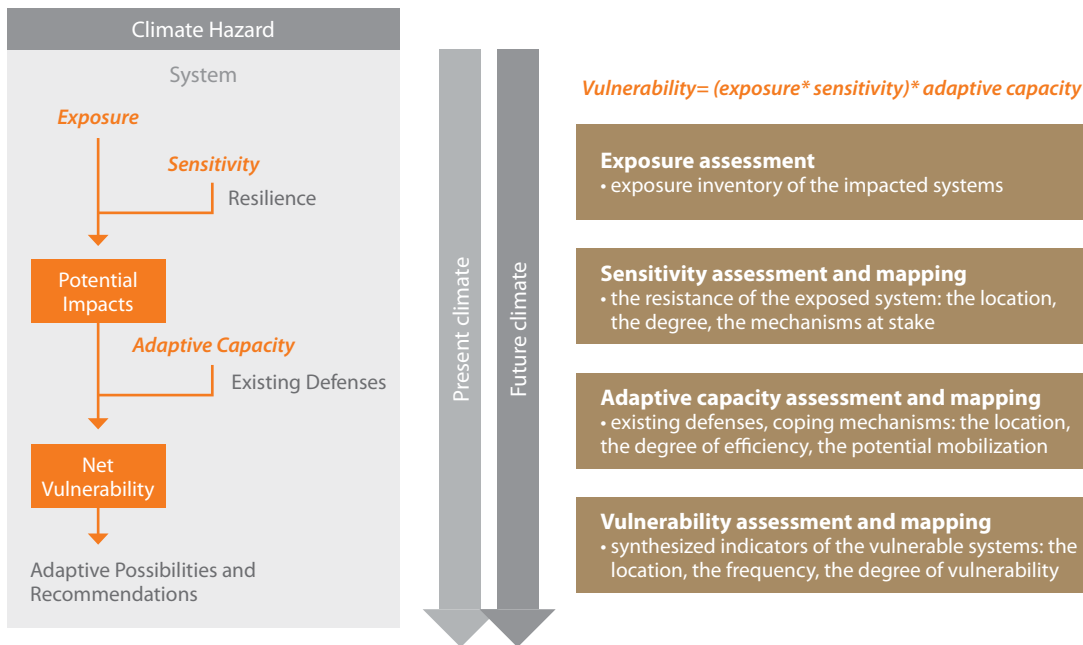 Climate Hazard
System
Exposure
Sensitivity
Resilience
Potential
Impacts
Adaptive Capacity
Existing Defenses
Net
Vulnerability
Adaptive Possibilities and
Recommendations
Present climate
Future climate
Vulnerability= (exposure* sensitivity)* adaptive capacity
Exposure assessment
• exposure inventory of the impacted systems
Sensitivity assessment and mapping
• the resistance of the exposed system: the location,
the degree, the mechanisms at stake
Adaptive capacity assessment and mapping
• existing defenses, coping mechanisms: the location,
the degree of efficiency, the potential mobilization
Vulnerability assessment and mapping
• synthesized indicators of the vulnerable systems: the
location, the frequency, the degree of vulnerability